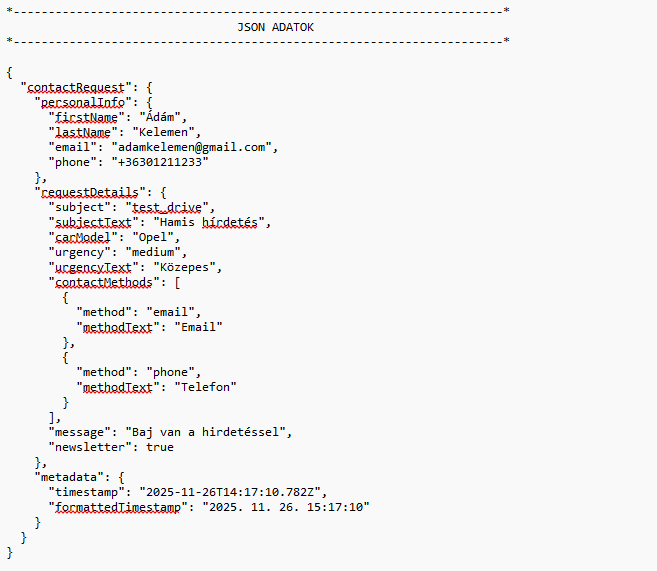 *----------------------------------------------------------------------*
JSON ADATOK
*----------------------------------------------------------------------*
{
  "contactRequest": {
    "personalInfo": {
      "firstName": "Ádám",
      "lastName": "Kelemen",
      "email": "adamkelemen@gmail.com",
      "phone": "+36301211233"
    },
    "requestDetails": {
      "subject": "test_drive",
      "subjectText": "Hamis hírdetés",
      "carModel": "Opel",
      "urgency": "medium",
      "urgencyText": "Közepes",
      "contactMethods": [
        {
          "method": "email",
          "methodText": "Email"
        },
        {
          "method": "phone",
          "methodText": "Telefon"
        }
      ],
      "message": "Baj van a hirdetéssel",
      "newsletter": true
    },
    "metadata": {
      "timestamp": "2025-11-26T14:17:10.782Z",
      "formattedTimestamp": "2025. 11. 26. 15:17:10"
    }
  }
}